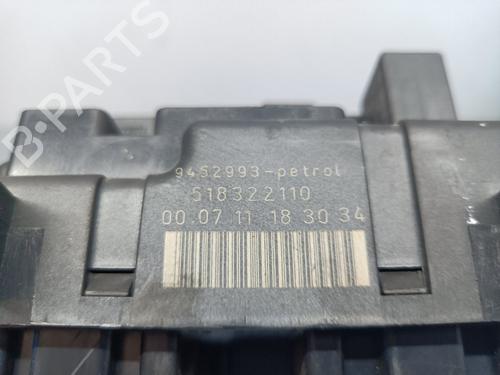 B-PARTS
9452993-petrol
518322110
00.07.11 18 30 34